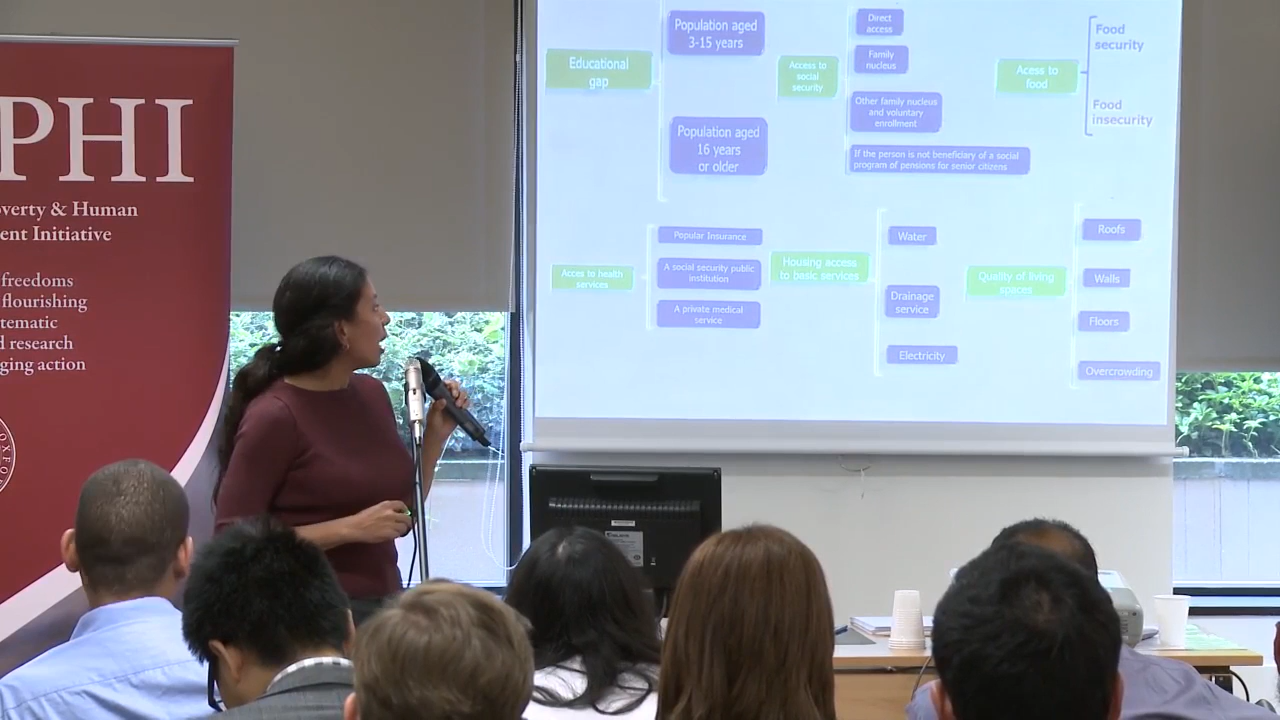 PHI
verty & Human
ent Initiative
freedoms
flourishing
tematic
d research
ging action
OXFO
Educational
gap
Population aged
3-15 years
Population aged
16 years
or older
Access to
social
security
Direct
access
Family
nucleus
Other family nucleus
and voluntary
enrollment
If the person is not beneficiary of a social
program of pensions for senior citizens
Acess to
food
Food
security
Food
insecurity
Acces to health
services
Popular Insurance
A social security public
institution
A private medical
service
Housing access
to basic services
Water
Drainage
service
Electricity
Quality of living
spaces
Roofs
Walls
Floors
Overcrowding